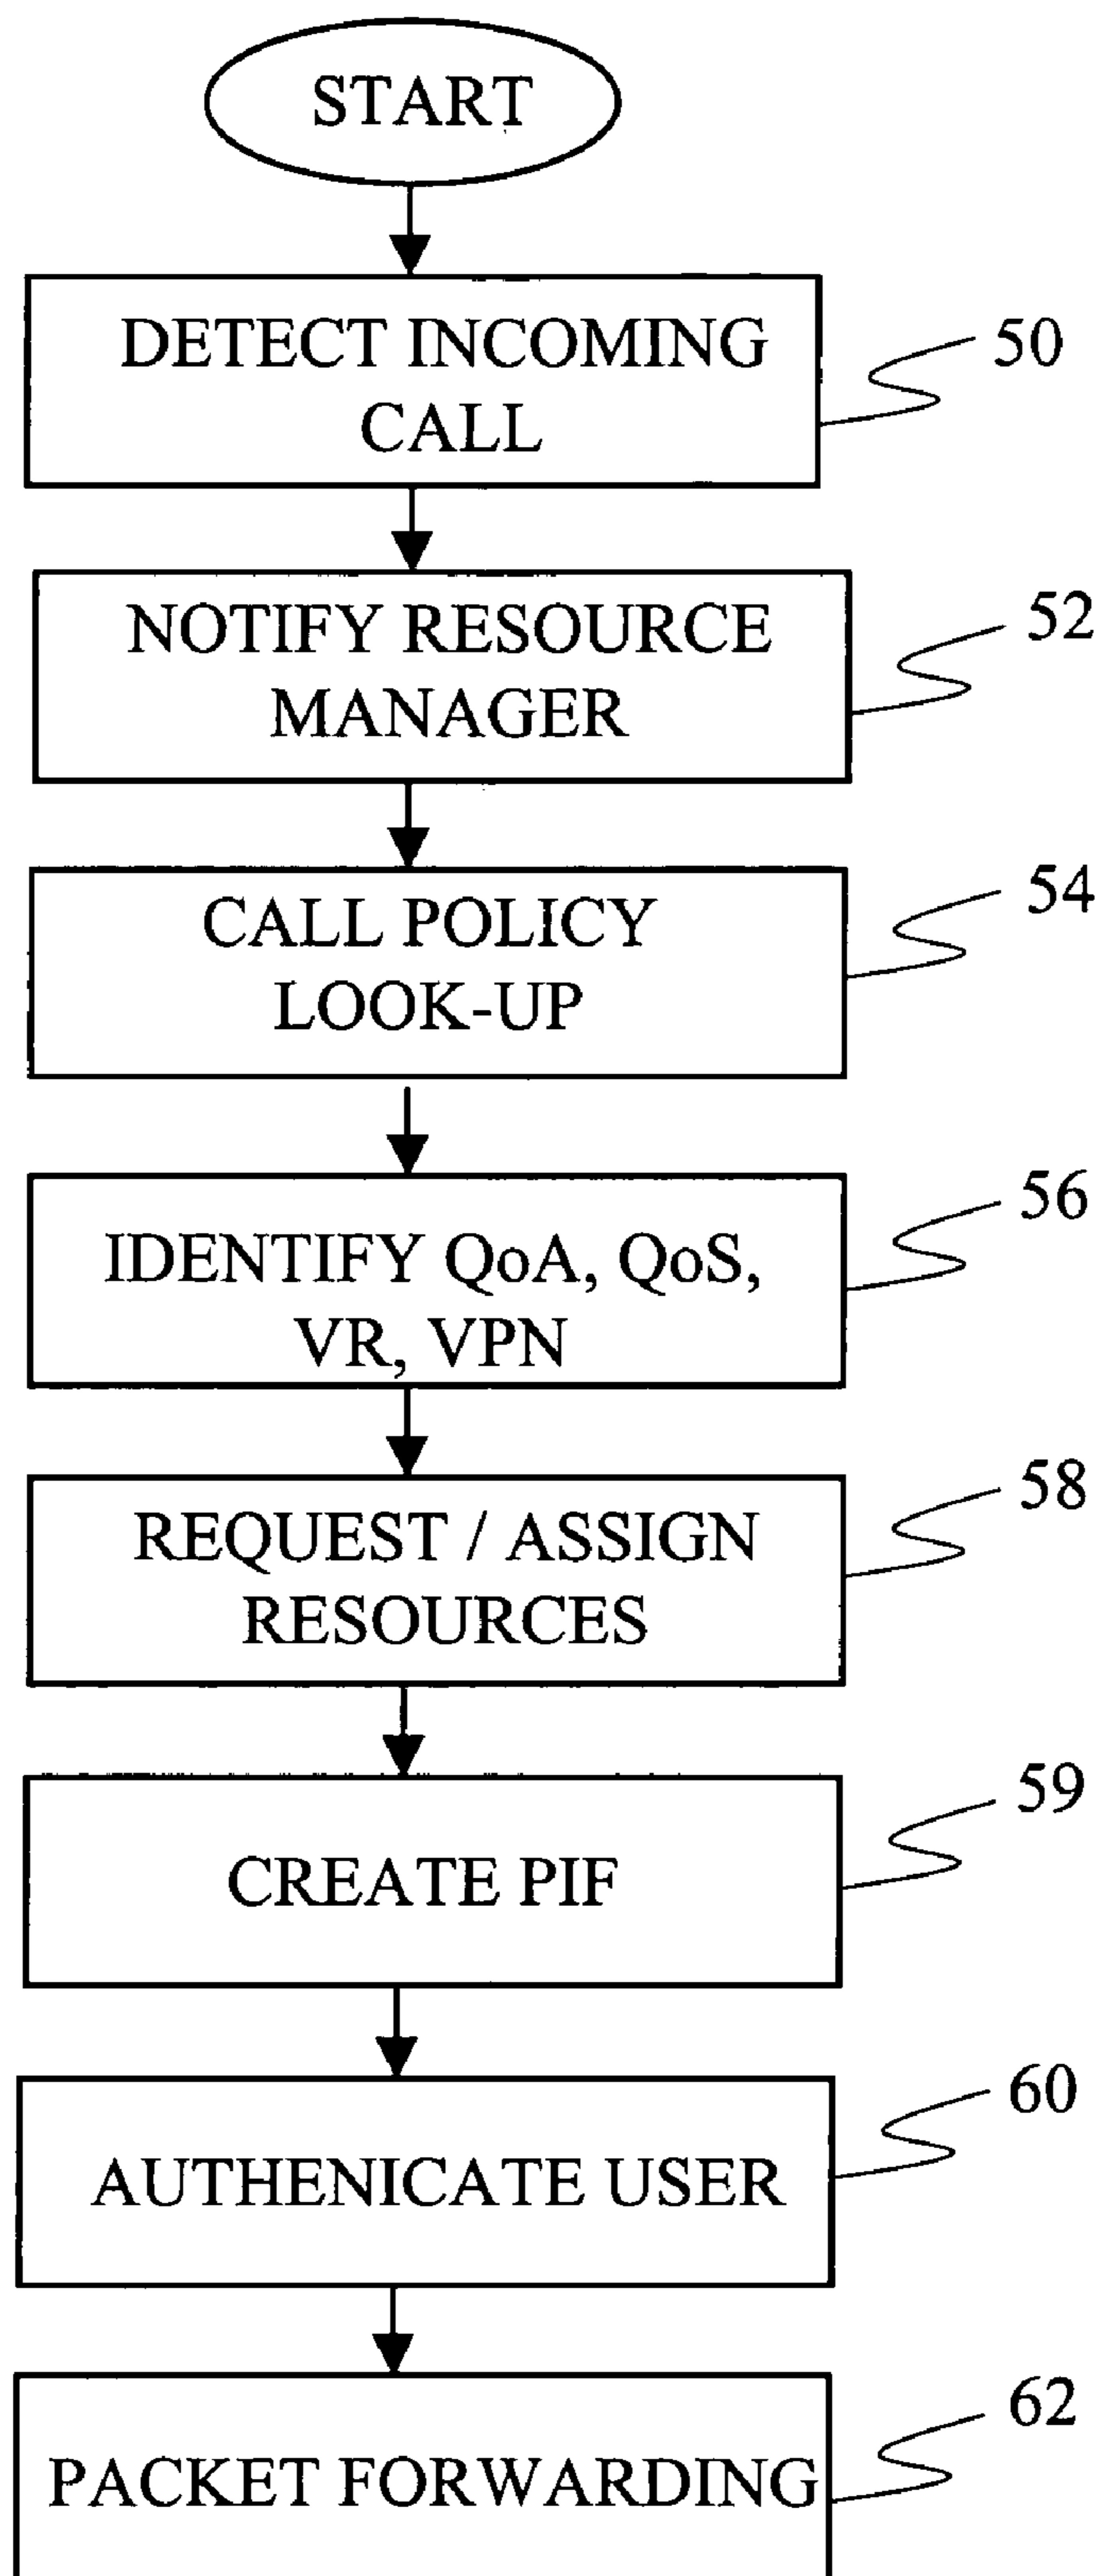 START
DETECT INCOMING
CALL
50
NOTIFY RESOURCE
MANAGER
52
CALL POLICY
LOOK-UP
54
IDENTIFY QoA, QoS,
VR, VPN
56
REQUEST / ASSIGN
RESOURCES
58
CREATE PIF
59
AUTHENICATE USER
60
PACKET FORWARDING
62